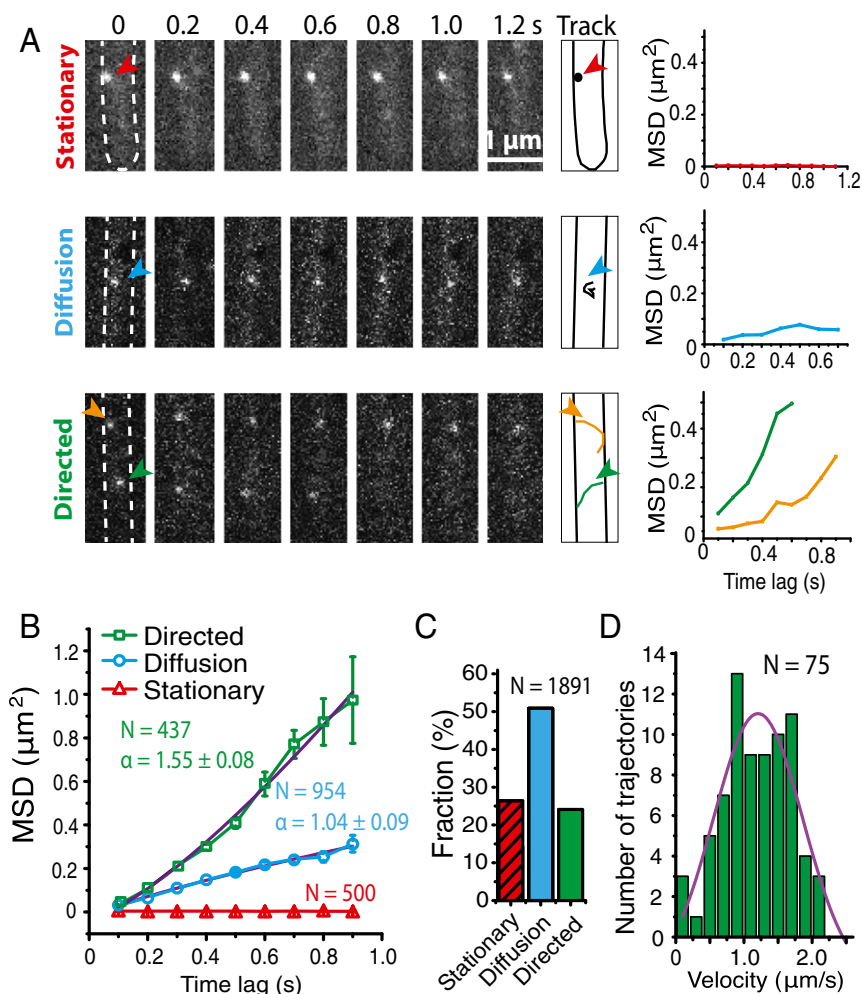 A
0 0.2 0.4 0.6 0.8 1.0 1.2 s Track
Stationary
1 μm
MSD (μm²)
0.4
0.2
0
0.4 0.8 1.2
Diffusion
MSD (μm²)
0.4
0.2
0
0.2 0.4 0.6
Directed
MSD (μm²)
0.4
0.2
0
0.4 0.8
Time lag (s)
B
Directed
Diffusion
Stationary
N = 437
α = 1.55 ± 0.08
N = 954
α = 1.04 ± 0.09
N = 500
MSD (μm²)
1.2
1.0
0.8
0.6
0.4
0.2
0
0 0.2 0.4 0.6 0.8 1.0
Time lag (s)
C
N = 1891
Fraction (%)
60
50
40
30
20
10
0
Stationary
Diffusion
Directed
D
N = 75
Number of trajectories
14
12
10
8
6
4
2
0
0 1.0 2.0
Velocity (μm/s)